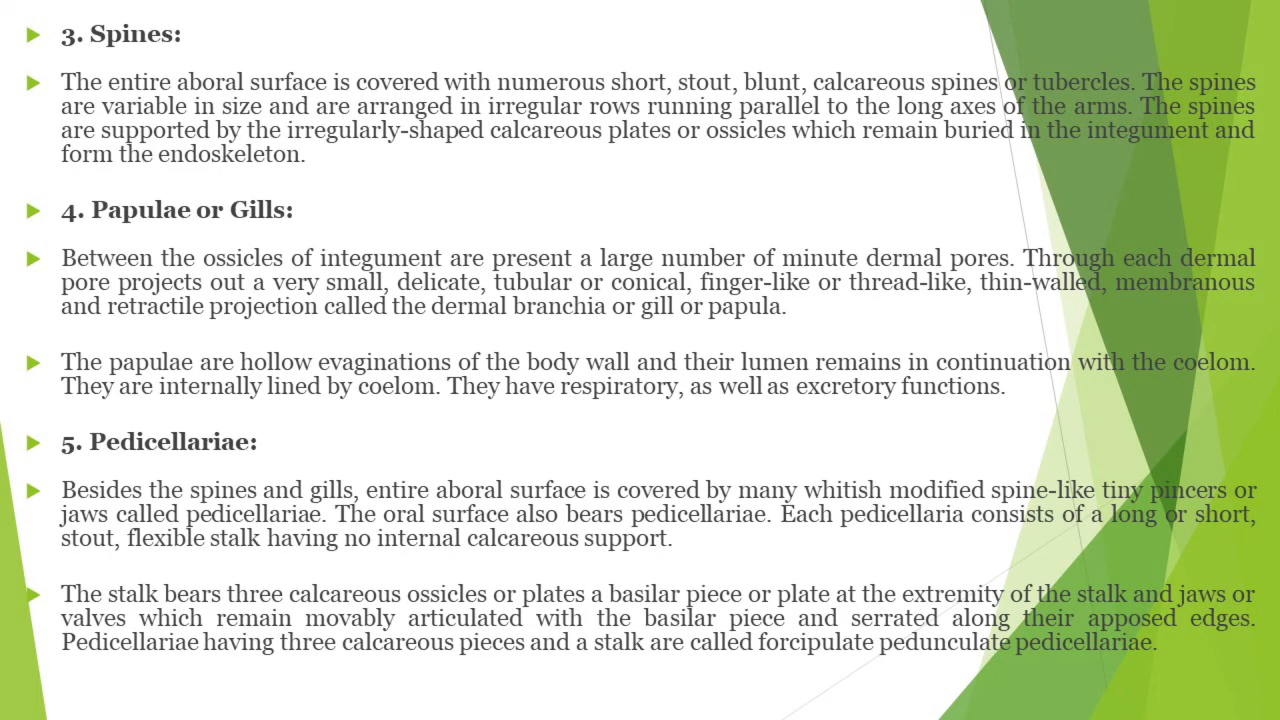 3. Spines:
The entire aboral surface is covered with numerous short, stout, blunt, calcareous spines or tubercles. The spines
are variable in size and are arranged in irregular rows running parallel to the long axes of the arms. The spines
are supported by the irregularly-shaped calcareous plates or ossicles which remain buried in the integument and
form the endoskeleton.
4. Papulae or Gills:
Between the ossicles of integument are present a large number of minute dermal pores. Through each dermal
pore projects out a very small, delicate, tubular or conical, finger-like or thread-like, thin-walled, membranous
and retractile projection called the dermal branchia or gill or papula.
The papulae are hollow evaginations of the body wall and their lumen remains in continuation with the coelom.
They are internally lined by coelom. They have respiratory, as well as excretory functions.
5. Pedicellariae:
Besides the spines and gills, entire aboral surface is covered by many whitish modified spine-like tiny pincers or
jaws called pedicellariae. The oral surface also bears pedicellariae. Each pedicellaria consists of a long or short,
stout, flexible stalk having no internal calcareous support.
The stalk bears three calcareous ossicles or plates a basilar piece or plate at the extremity of the stalk and jaws or
valves which remain movably articulated with the basilar piece and serrated along their apposed edges.
Pedicellariae having three calcareous pieces and a stalk are called forcipulate pedunculate pedicellariae.